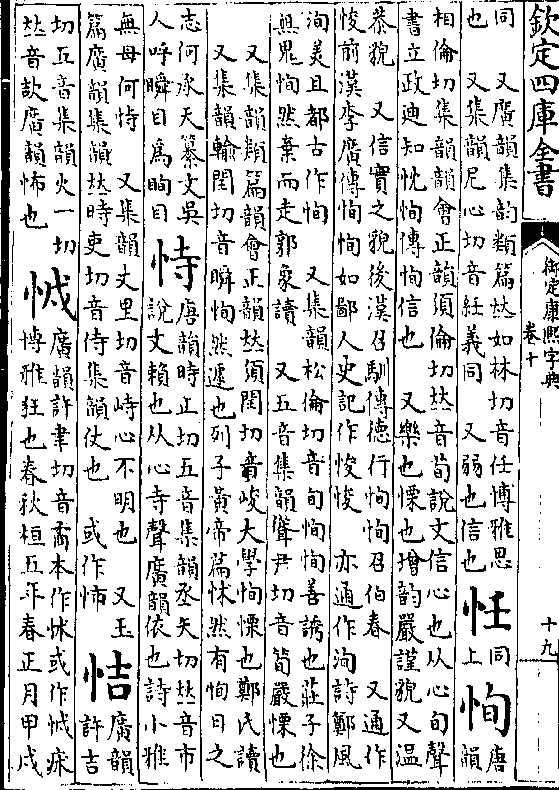 欽定四庫全書
御定康熙字典
卷十
十九
同　又廣韻集韵類篇𠀤如林切音任博雅思
也　又集韻尼心切音紝義同　又弱也信也
同上
恂
唐韻
相倫切集韻韻會正韻須倫切𠀤音荀說文信心也从心旬聲
書立政迪知忱恂傳恂信也　又樂也慄也增韵嚴謹貌又温
恭貌　又信實之貌後漢召馴傳德行恂恂召伯春　又通作
悛前漢李廣傳恂恂如鄙人史記作悛悛　亦通作洵詩鄭風
洵美且都古作恂　又集韻松倫切音旬恂恂善誘也莊子徐
無鬼恂然棄而走郭象讀　又五音集韻聳尹切音筍嚴慄也
又集韻類篇韻會正韻𠀤須閏切音峻大學恂慄也鄭氏讀
又集韻輸閏切音瞬恂然遽也列子黃帝篇怵然有恂目之
志何承天纂文吳
人呼瞬目為眴目
恃
唐韻時止切五音集韻丞矢切𠀤音市
說文賴也从心寺聲廣韻依也詩小雅
無母何恃　又集韻丈里切音峙心不明也　又玉
篇廣韻集韻𠀤時吏切音侍集韻仗也　或作
恄
廣韻
許吉
切五音集韻火一切
𠀤音欯廣韻怖也
廣韻許聿切音矞本作怴或作
博雅狂也春秋桓五年春正月甲戌